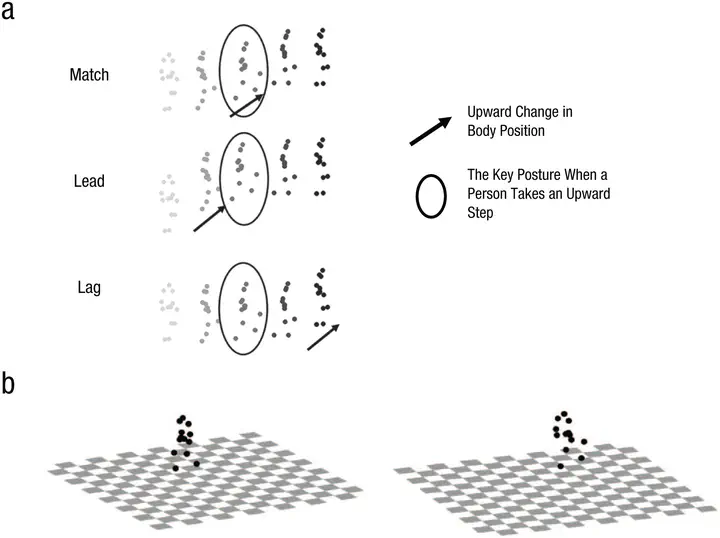 a
Match
Upward Change in
Body Position
Lead
The Key Posture When a
Person Takes an Upward
Step
Lag
b